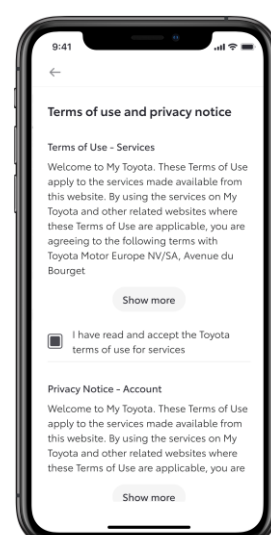 9:41
Terms of use and privacy notice
Terms of Use - Services
Welcome to My Toyota. These Terms of Use
apply to the services made available from
this website. By using the services on My
Toyota and other related websites where
these Terms of Use are applicable, you are
agreeing to the following terms with
Toyota Motor Europe NV/SA, Avenue du
Bourget
Show more
I have read and accept the Toyota
terms of use for services
Privacy Notice - Account
Welcome to My Toyota. These Terms of Use
apply to the services made available from
this website. By using the services on My
Toyota and other related websites where
these Terms of Use are applicable, you are
Show more